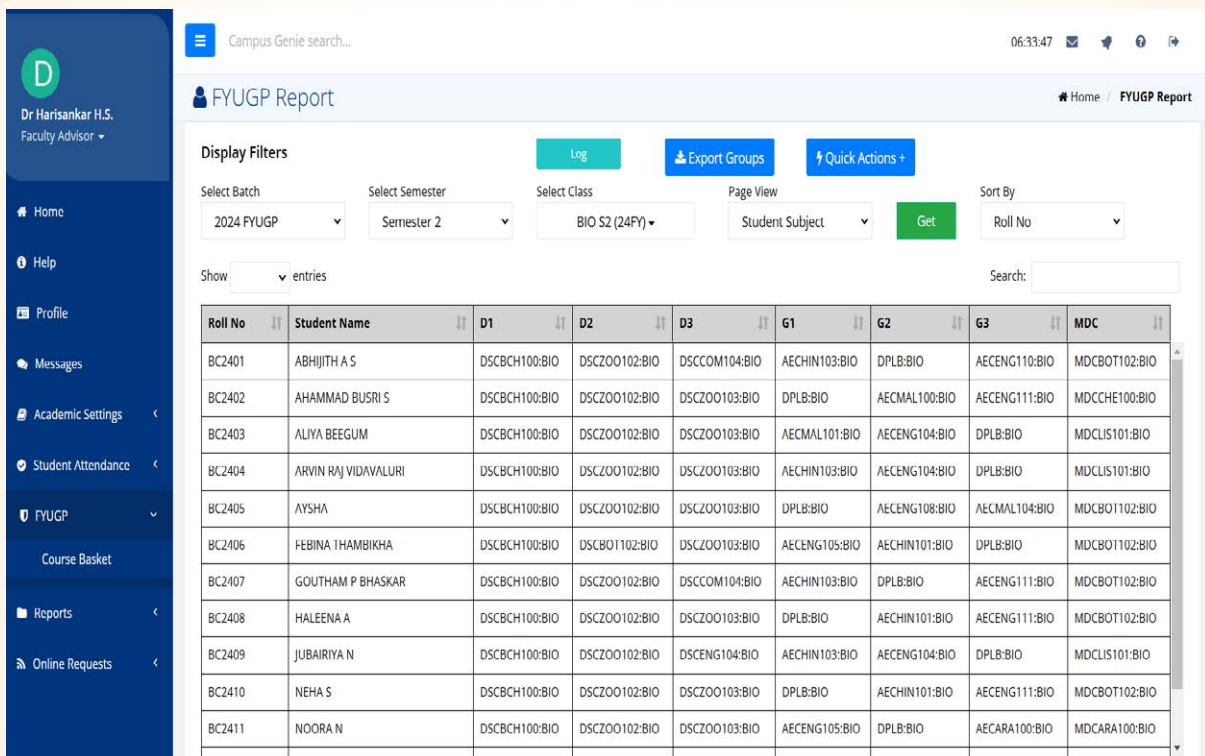 Campus Genie search...
06:33:47
D
Dr Harisankar H.S.
Faculty Advisor
FYUGP Report
Home / FYUGP Report
Display Filters
Log
Export Groups
Quick Actions +
Select Batch Select Semester Select Class Page View Sort By
2024 FYUGP Semester 2 BIO S2 (24FY) Student Subject Get Roll No
Show entries Search:
Home
Help
Profile
Messages
Academic Settings
Student Attendance
FYUGP
Course Basket
Reports
Online Requests
Roll No Student Name D1 D2 D3 G1 G2 G3 MDC
BC2401 ABHIJITH A S DSCBCH100:BIO DSCZOO102:BIO DSCCOM104:BIO AECHIN103:BIO DPLB:BIO AECENG110:BIO MDCBOT102:BIO
BC2402 AHAMMAD BUSRI S DSCBCH100:BIO DSCZOO102:BIO DSCZOO103:BIO DPLB:BIO AECMAL100:BIO AECENG111:BIO MDCCHE100:BIO
BC2403 ALIYA BEEGUM DSCBCH100:BIO DSCZOO102:BIO DSCZOO103:BIO AECMAL101:BIO AECENG104:BIO DPLB:BIO MDCLIS101:BIO
BC2404 ARVIN RAJ VIDAVALURI DSCBCH100:BIO DSCZOO102:BIO DSCZOO103:BIO AECHIN103:BIO AECENG104:BIO DPLB:BIO MDCLIS101:BIO
BC2405 AYSHA DSCBCH100:BIO DSCZOO102:BIO DSCZOO103:BIO DPLB:BIO AECENG108:BIO AECMAL104:BIO MDCBOT102:BIO
BC2406 FEBINA THAMBIKHA DSCBCH100:BIO DSCBOT102:BIO DSCZOO103:BIO AECENG105:BIO AECHIN101:BIO DPLB:BIO MDCBOT102:BIO
BC2407 GOUTHAM P BHASKAR DSCBCH100:BIO DSCZOO102:BIO DSCCOM104:BIO AECHIN103:BIO DPLB:BIO AECENG111:BIO MDCBOT102:BIO
BC2408 HALEENA A DSCBCH100:BIO DSCZOO102:BIO DSCZOO103:BIO DPLB:BIO AECHIN101:BIO AECENG111:BIO MDCBOT102:BIO
BC2409 JUBAIRIYA N DSCBCH100:BIO DSCZOO102:BIO DSCENG104:BIO AECHIN103:BIO AECENG104:BIO DPLB:BIO MDCLIS101:BIO
BC2410 NEHA S DSCBCH100:BIO DSCZOO102:BIO DSCZOO103:BIO DPLB:BIO AECHIN101:BIO AECENG111:BIO MDCBOT102:BIO
BC2411 NOORA N DSCBCH100:BIO DSCZOO102:BIO DSCZOO103:BIO AECENG105:BIO DPLB:BIO AECARA100:BIO MDCARA100:BIO